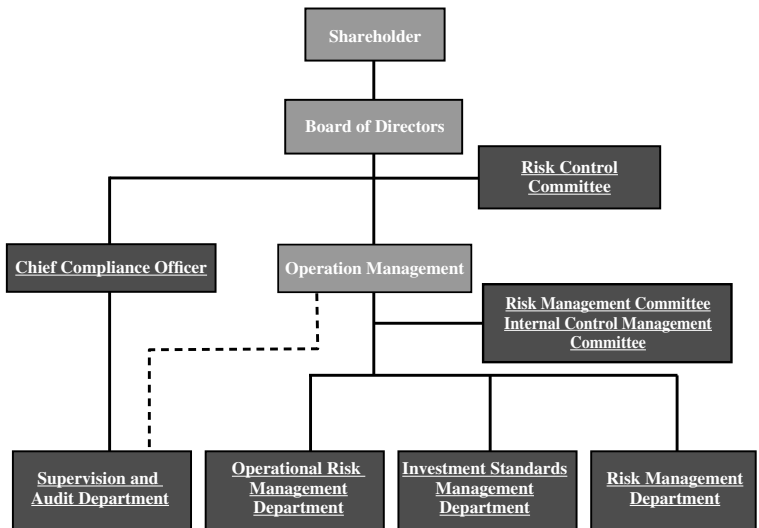 Shareholder
Board of Directors
Risk Control
Committee
Chief Compliance Officer
Operation Management
Risk Management Committee
Internal Control Management
Committee
Supervision and
Audit Department
Operational Risk
Management
Department
Investment Standards
Management
Department
Risk Management
Department